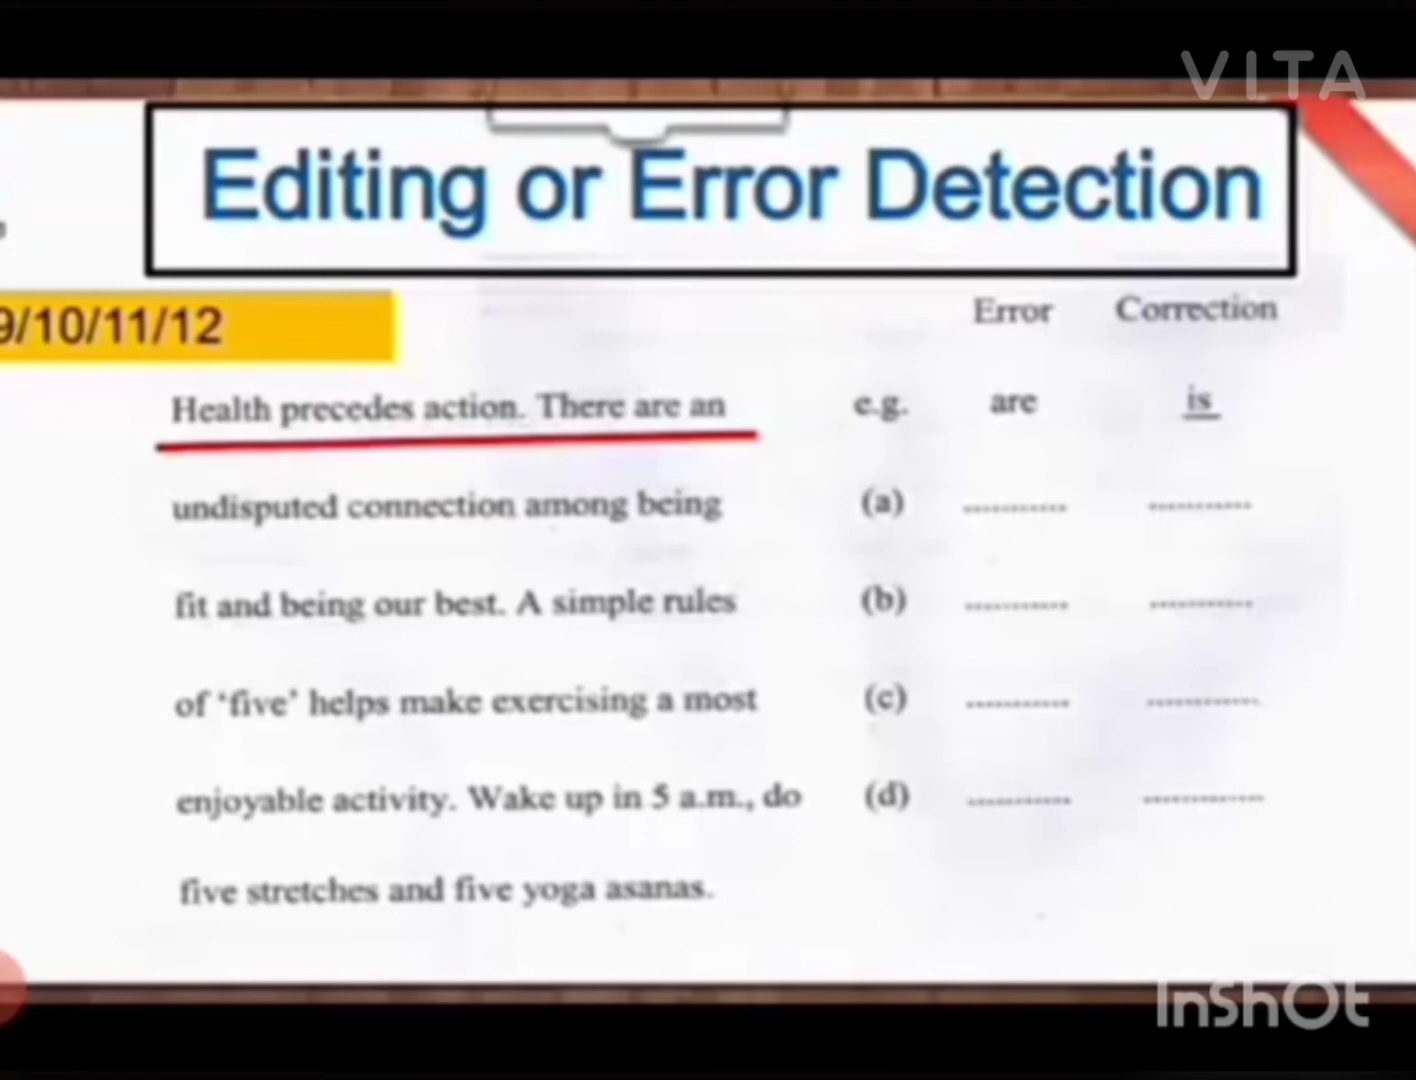 VITA
Editing or Error Detection
9/10/11/12
Error Correction
Health precedes action. There are an e.g. are is
undisputed connection among being (a) ............ ............
fit and being our best. A simple rules (b) ............ ............
of ‘five’ helps make exercising a most (c) ............ ............
enjoyable activity. Wake up in 5 a.m., do (d) ............ ............
five stretches and five yoga asanas.
InShOt